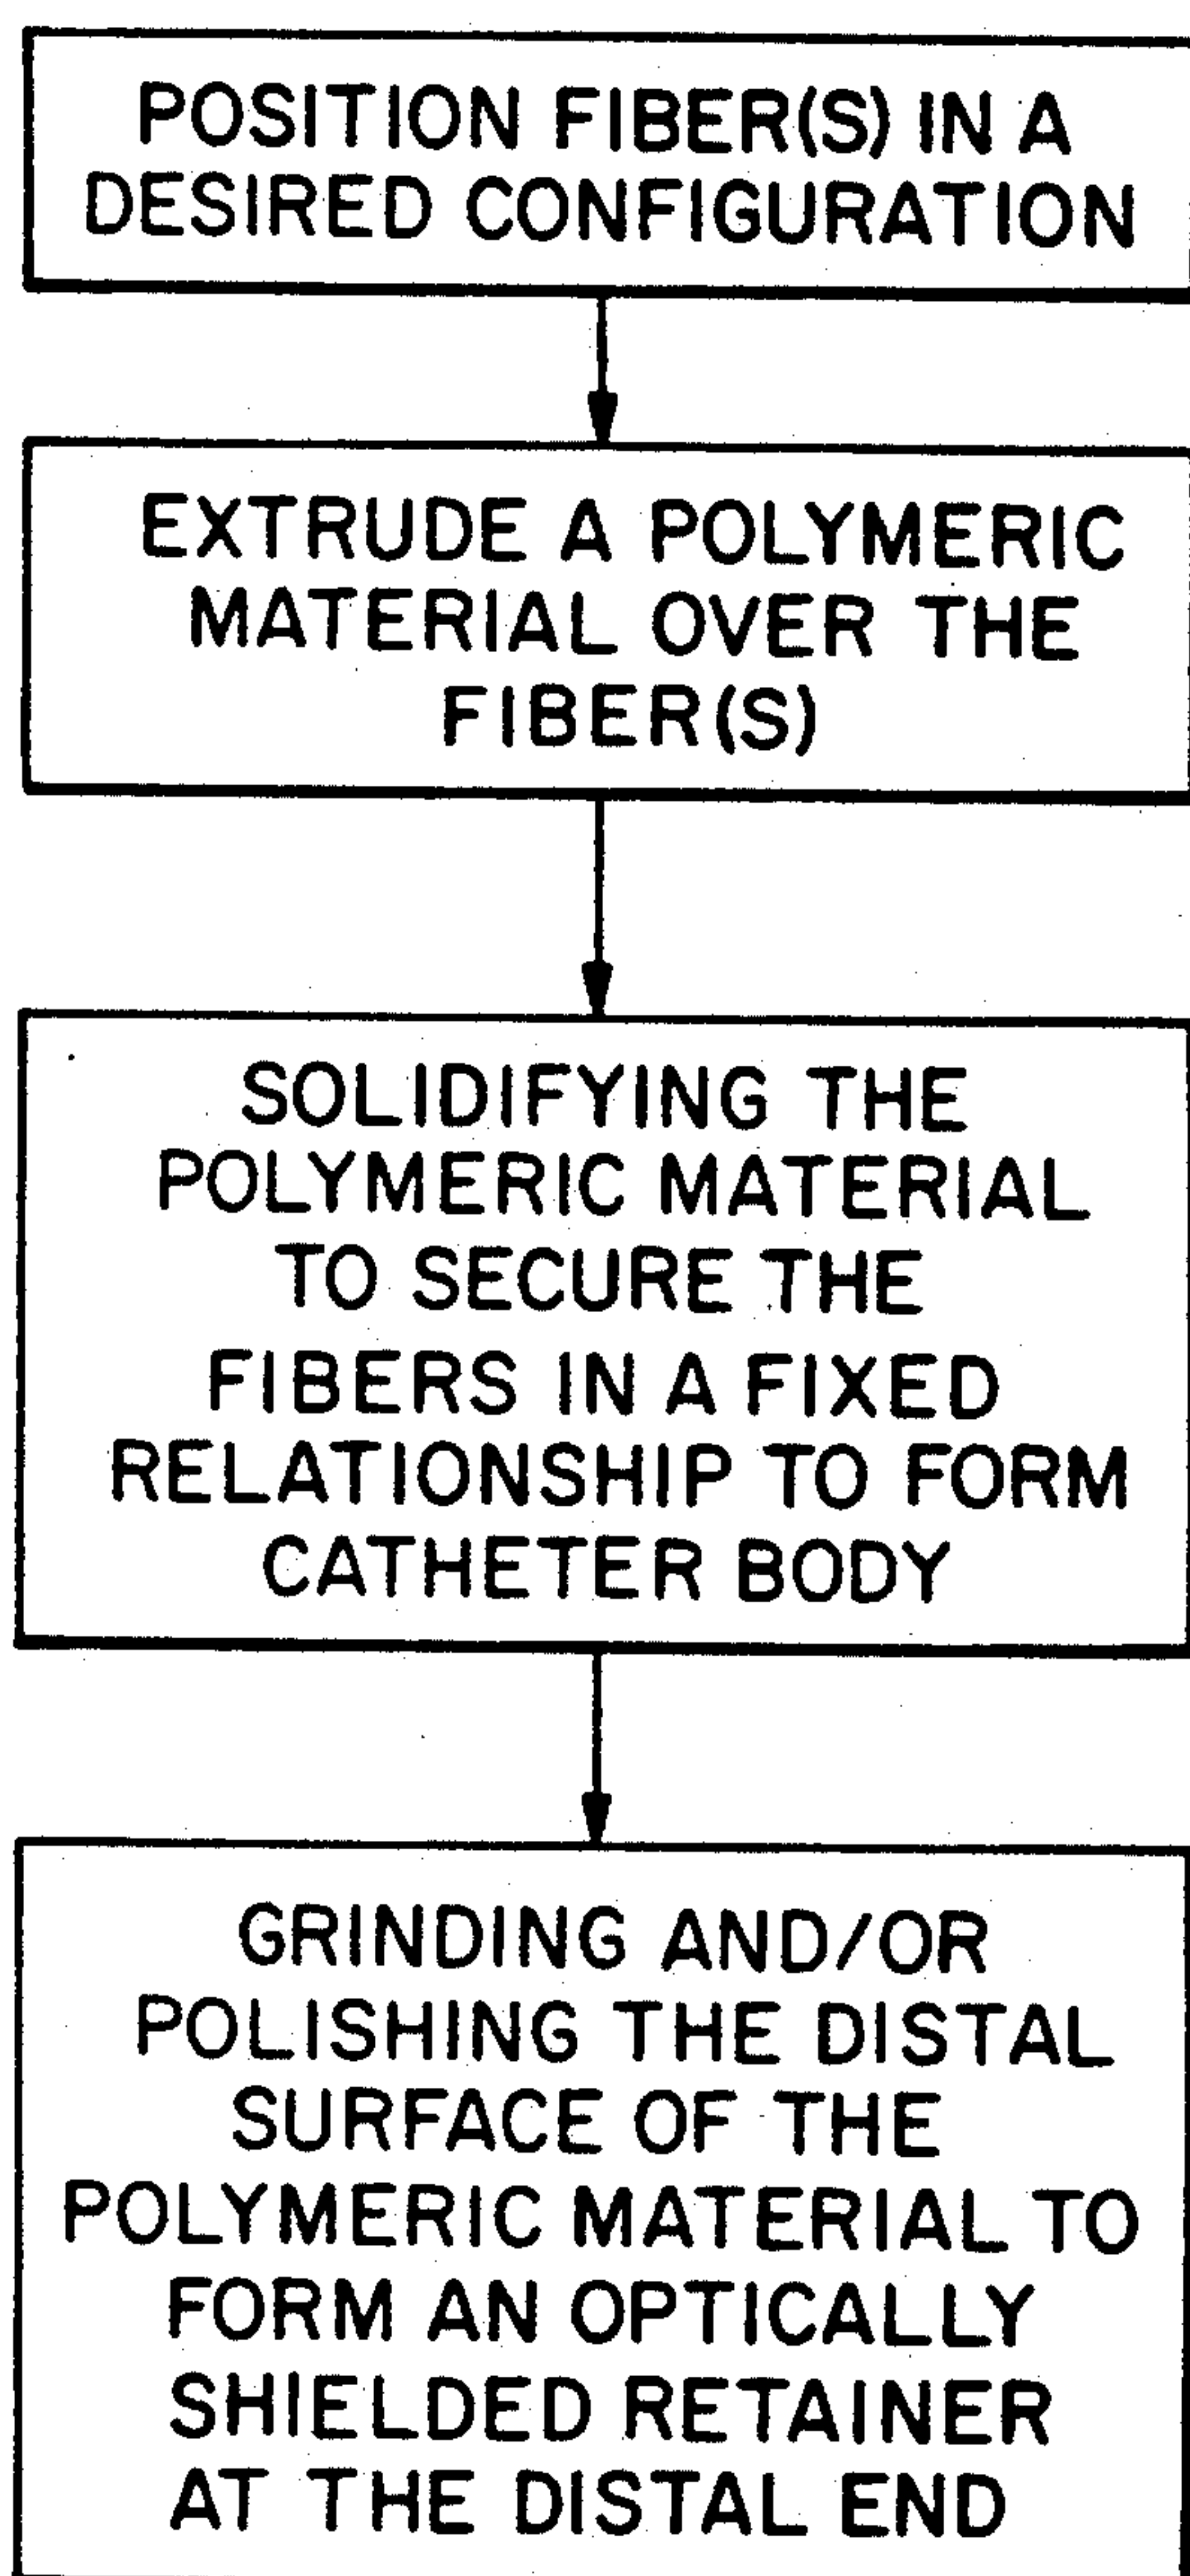 POSITION FIBER(S) IN A
DESIRED CONFIGURATION
EXTRUDE A POLYMERIC
MATERIAL OVER THE
FIBER(S)
SOLIDIFYING THE
POLYMERIC MATERIAL
TO SECURE THE
FIBERS IN A FIXED
RELATIONSHIP TO FORM
CATHETER BODY
GRINDING AND/OR
POLISHING THE DISTAL
SURFACE OF THE
POLYMERIC MATERIAL TO
FORM AN OPTICALLY
SHIELDED RETAINER
AT THE DISTAL END